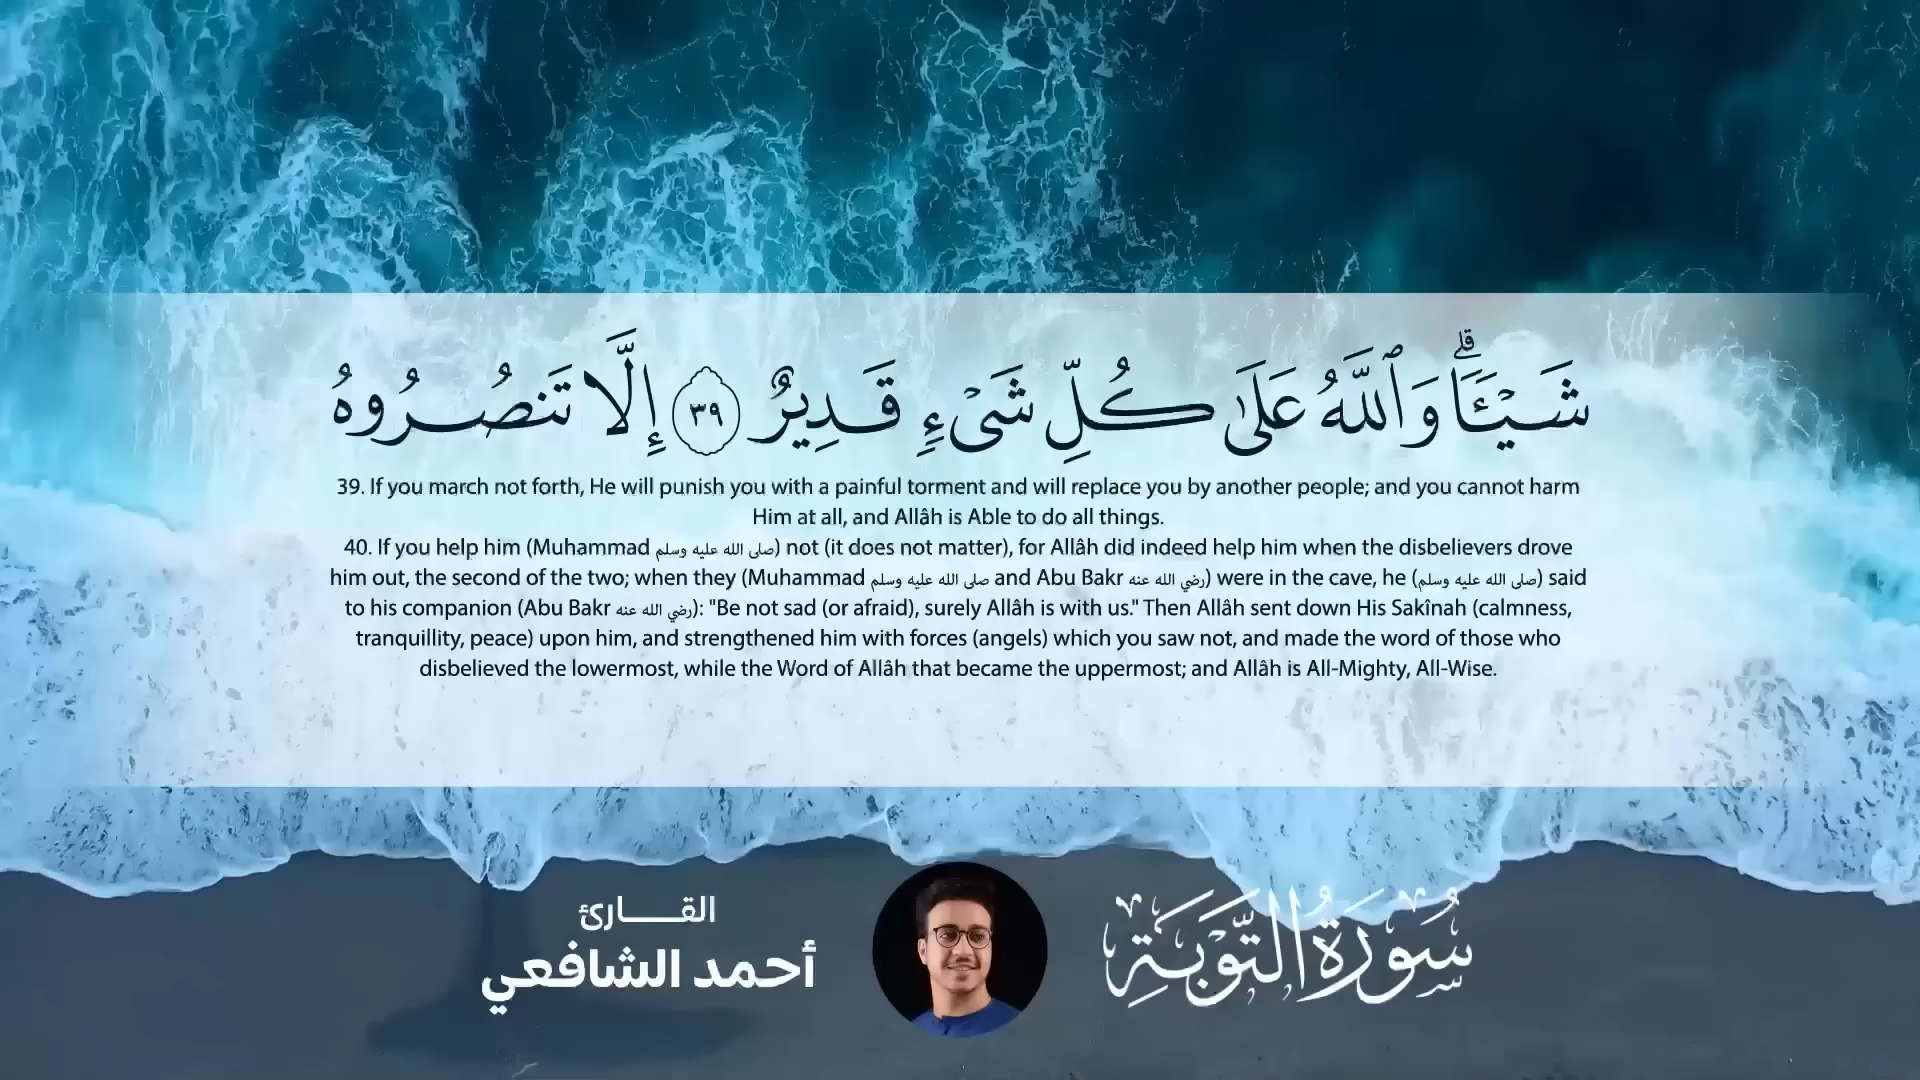 شَيْـًٔا ۗ وَٱللَّهُ عَلَىٰ كُلِّ شَىْءٍ قَدِيرٌ ٣٩ إِلَّا تَنصُرُوهُ
39. If you march not forth, He will punish you with a painful torment and will replace you by another people; and you cannot harm
Him at all, and Allâh is Able to do all things.
40. If you help him (Muhammad صلى الله عليه وسلم) not (it does not matter), for Allâh did indeed help him when the disbelievers drove
him out, the second of the two; when they (Muhammad صلى الله عليه وسلم and Abu Bakr رضي الله عنه) were in the cave, he (صلى الله عليه وسلم) said
to his companion (Abu Bakr رضي الله عنه): "Be not sad (or afraid), surely Allâh is with us." Then Allâh sent down His Sakînah (calmness,
tranquillity, peace) upon him, and strengthened him with forces (angels) which you saw not, and made the word of those who
disbelieved the lowermost, while the Word of Allâh that became the uppermost; and Allâh is All-Mighty, All-Wise.
سُورَةُ التَّوْبَةِ
القـــــارئ
أحمد الشافعي